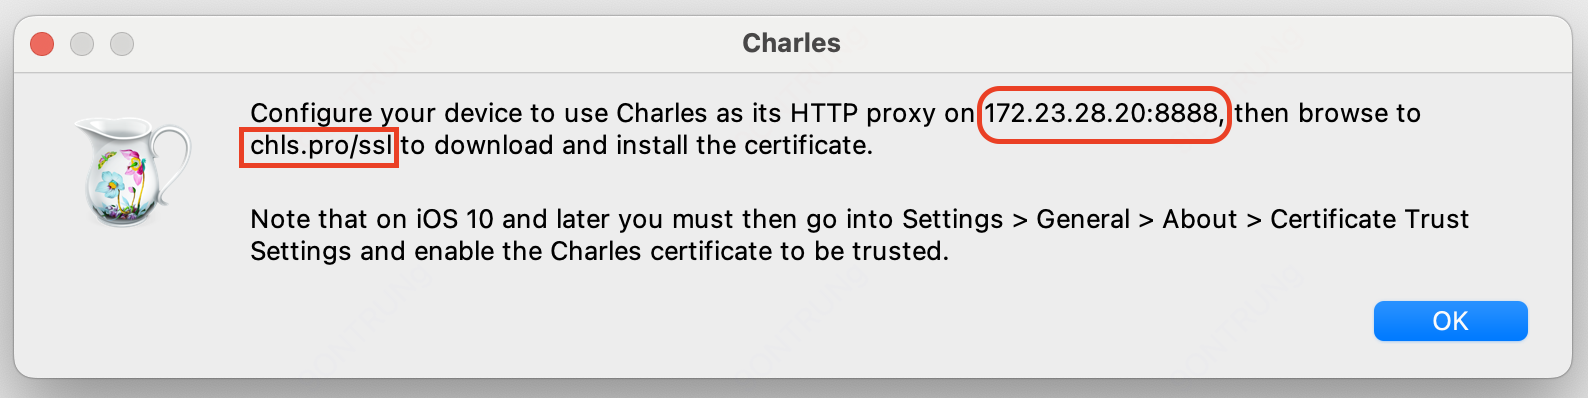 Charles
Configure your device to use Charles as its HTTP proxy on 172.23.28.20:8888, then browse to
chls.pro/ssl to download and install the certificate.
Note that on iOS 10 and later you must then go into Settings > General > About > Certificate Trust
Settings and enable the Charles certificate to be trusted.
OK